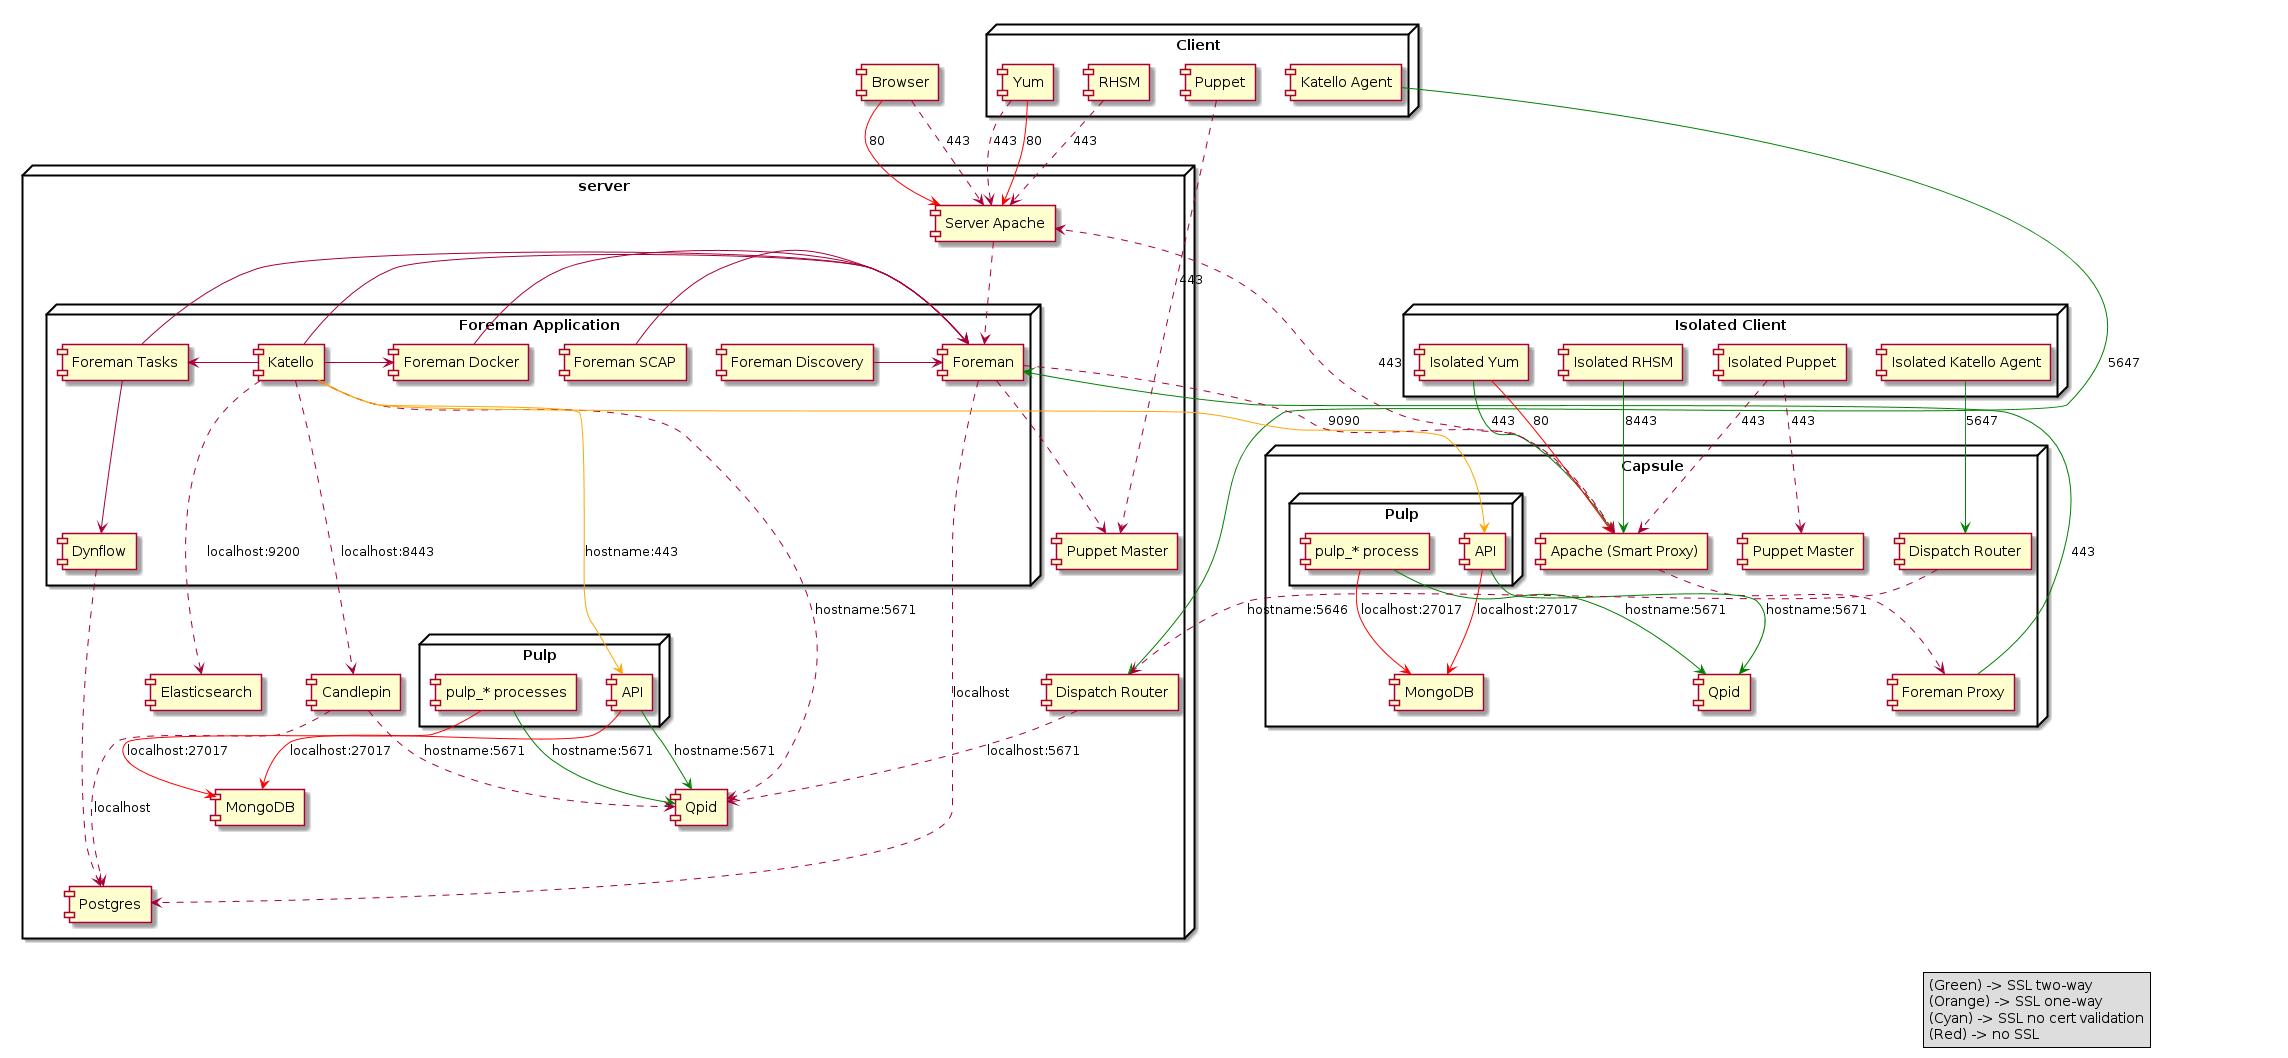 Client
Browser
Yum
RHSM
Puppet
Katello Agent
80
443
443
80
443
server
Server Apache
443
Foreman Application
Isolated Client
Foreman Tasks
Katello
Foreman Docker
Foreman SCAP
Foreman Discovery
Foreman
443
Isolated Yum
Isolated RHSM
Isolated Puppet
Isolated Katello Agent
5647
9090
443
80
8443
443
443
5647
Capsule
Pulp
Dynflow
localhost:9200
localhost:8443
hostname:443
Puppet Master
pulp_* process
API
Apache (Smart Proxy)
Puppet Master
Dispatch Router
443
hostname:5671
hostname:5646
localhost:27017
localhost:27017
hostname:5671
hostname:5671
Pulp
Elasticsearch
Candlepin
pulp_* processes
API
localhost
Dispatch Router
MongoDB
Qpid
Foreman Proxy
localhost:27017
localhost:27017
hostname:5671
hostname:5671
hostname:5671
localhost:5671
localhost
MongoDB
Qpid
Postgres
(Green) -> SSL two-way
(Orange) -> SSL one-way
(Cyan) -> SSL no cert validation
(Red) -> no SSL